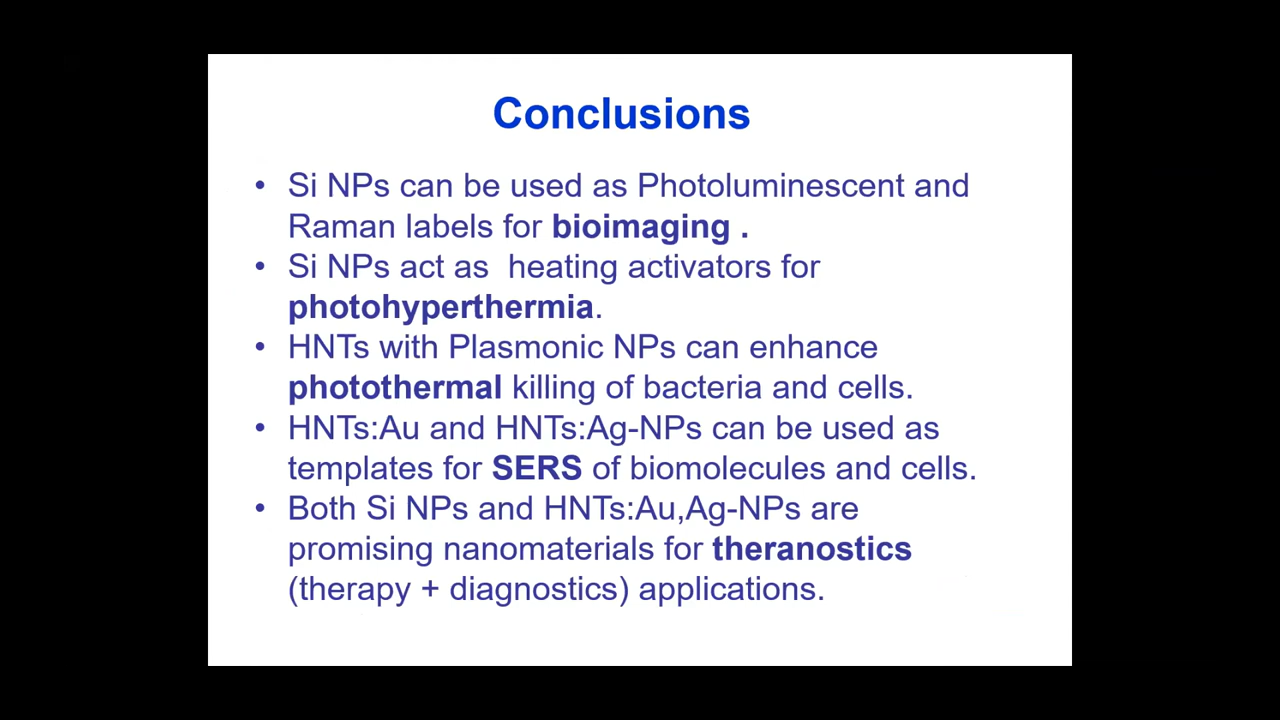 Conclusions
• Si NPs can be used as Photoluminescent and
Raman labels for bioimaging .
• Si NPs act as  heating activators for
photohyperthermia.
• HNTs with Plasmonic NPs can enhance
photothermal killing of bacteria and cells.
• HNTs:Au and HNTs:Ag-NPs can be used as
templates for SERS of biomolecules and cells.
• Both Si NPs and HNTs:Au,Ag-NPs are
promising nanomaterials for theranostics
(therapy + diagnostics) applications.